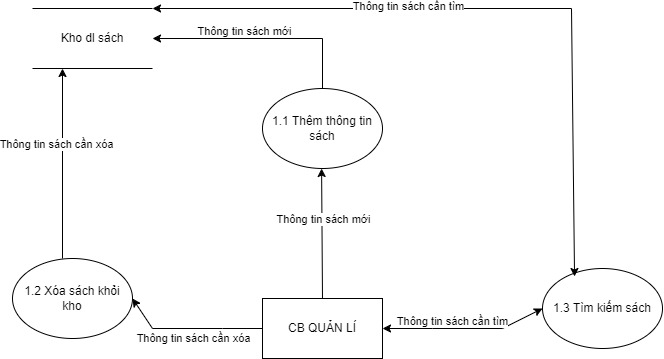 Thông tin sách cần tìm
Thông tin sách mới
Kho dl sách
1.1 Thêm thông tin
sách
Thông tin sách cần xóa
Thông tin sách mới
1.2 Xóa sách khỏi
kho
1.3 Tìm kiếm sách
Thông tin sách cần tìm
CB QUẢN LÍ
Thông tin sách cần xóa